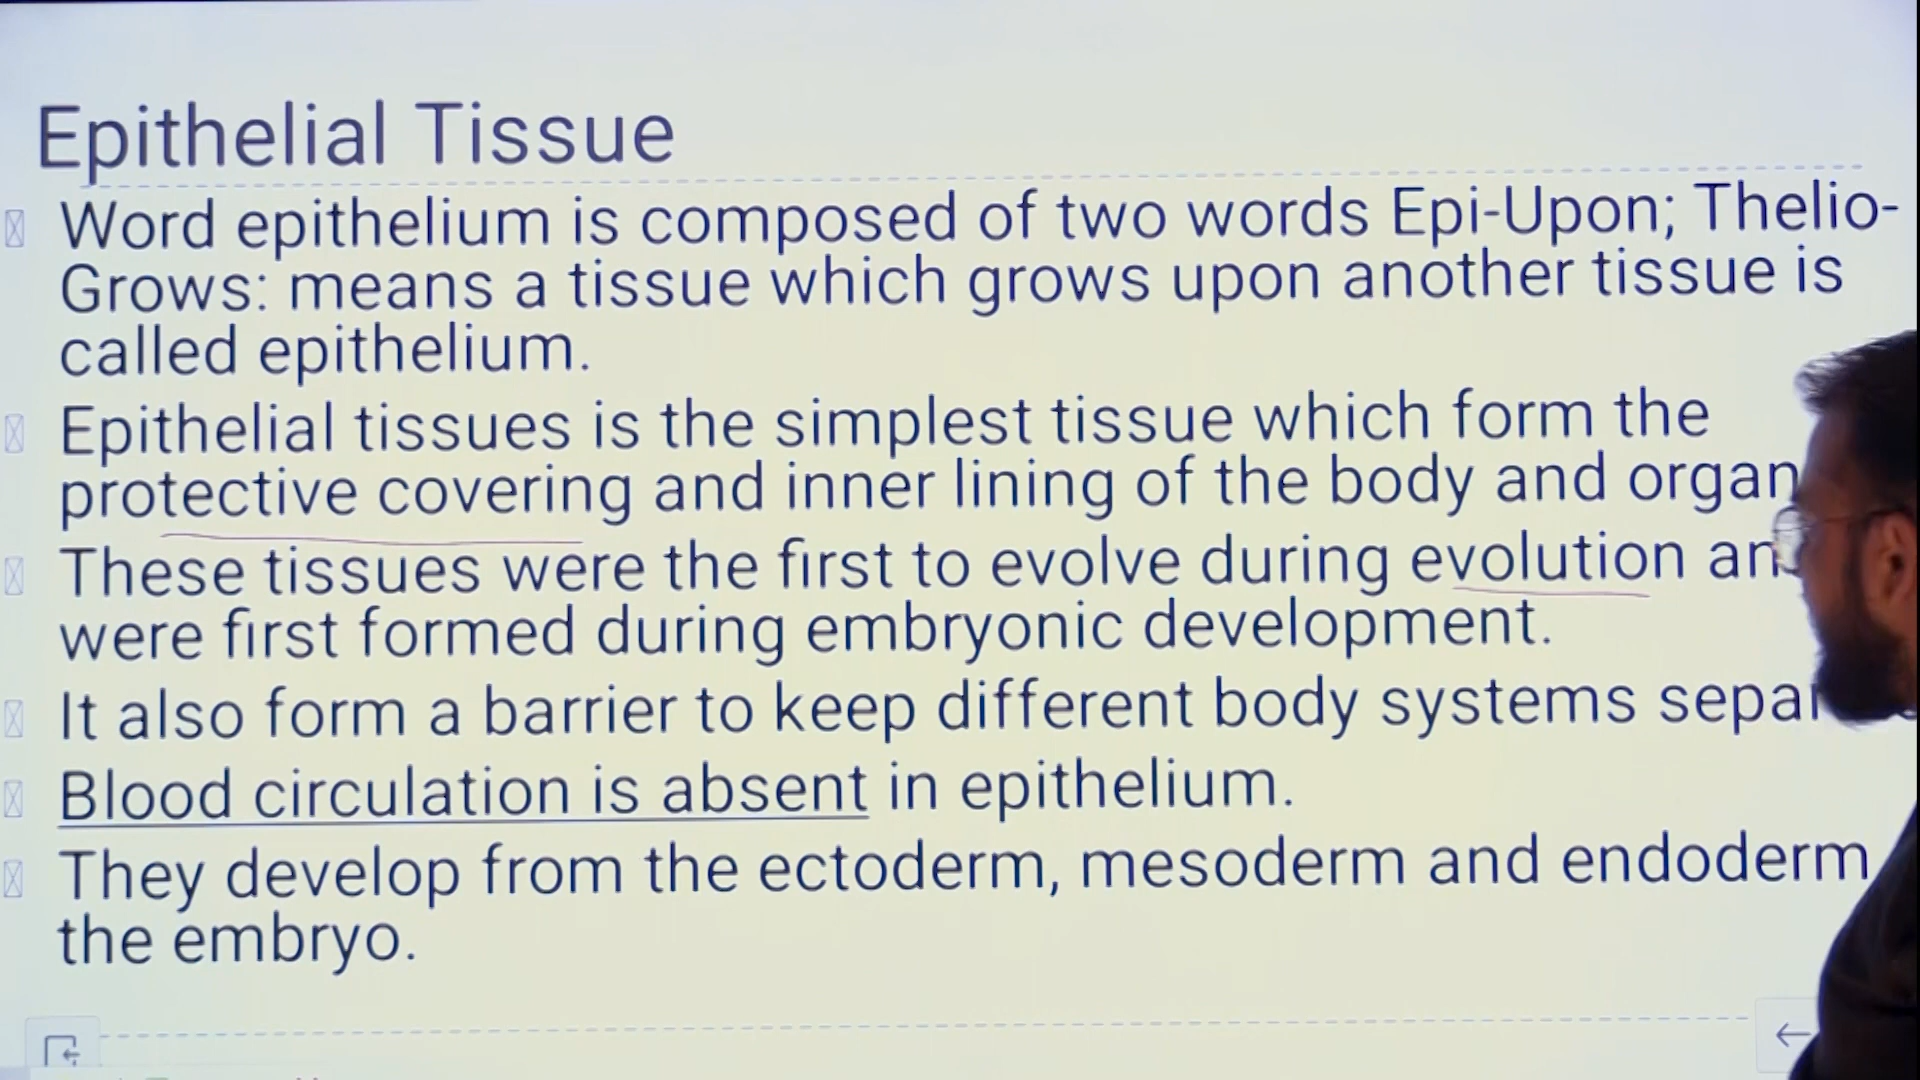 Epithelial Tissue
Word epithelium is composed of two words Epi-Upon; Thelio-
Grows: means a tissue which grows upon another tissue is
called epithelium.
Epithelial tissues is the simplest tissue which form the
protective covering and inner lining of the body and organ
These tissues were the first to evolve during evolution
were first formed during embryonic development.
It also form a barrier to keep different body systems
Blood circulation is absent in epithelium.
They develop from the ectoderm, mesoderm and endoderm
the embryo.